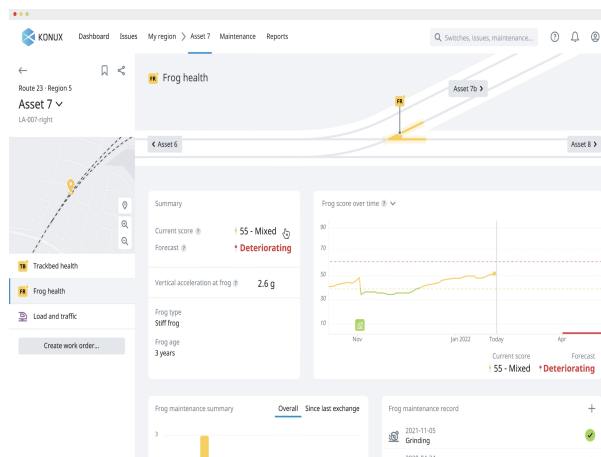 KONUX
Dashboard Issues My region > Asset 7 Maintenance Reports
Switches, issues, maintenance...
Route 23 · Region 5
Asset 7
LA-007-right
TB Trackbed health
FR Frog health
Load and traffic
Create work order...
FR Frog health
FR
Asset 7b >
< Asset 6
Asset 8 >
Summary
Current score ? 55 - Mixed
Forecast ? Deteriorating
Vertical acceleration at frog ? 2.6 g
Frog type
Stiff frog
Frog age
3 years
Frog score over time ?
90
70
50
30
10
Nov Jan 2022 Today Apr
Current score Forecast
55 - Mixed Deteriorating
Frog maintenance summary Overall Since last exchange
3
Frog maintenance record +
2021-11-05
Grinding